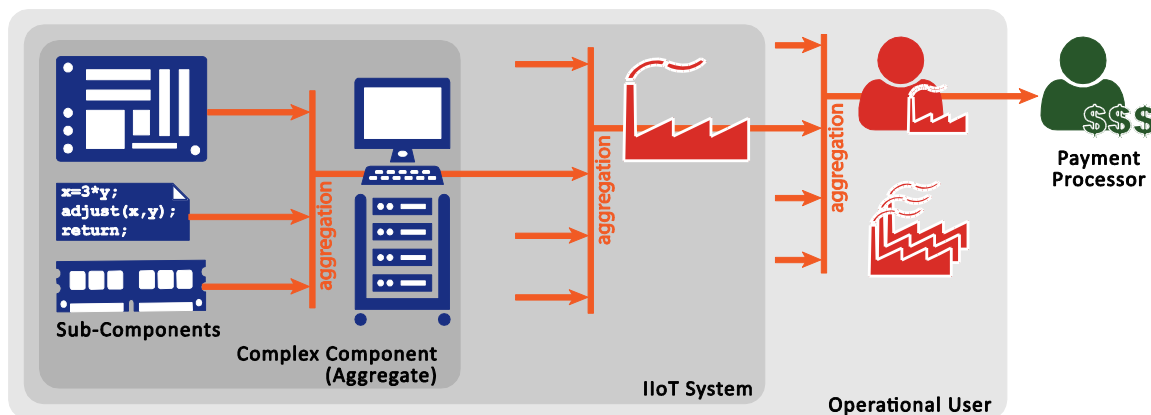 x=3*y;
adjust(x,y);
return;
Sub-Components
aggregation
Complex Component
(Aggregate)
aggregation
IIoT System
aggregation
Operational User
$$$
Payment
Processor